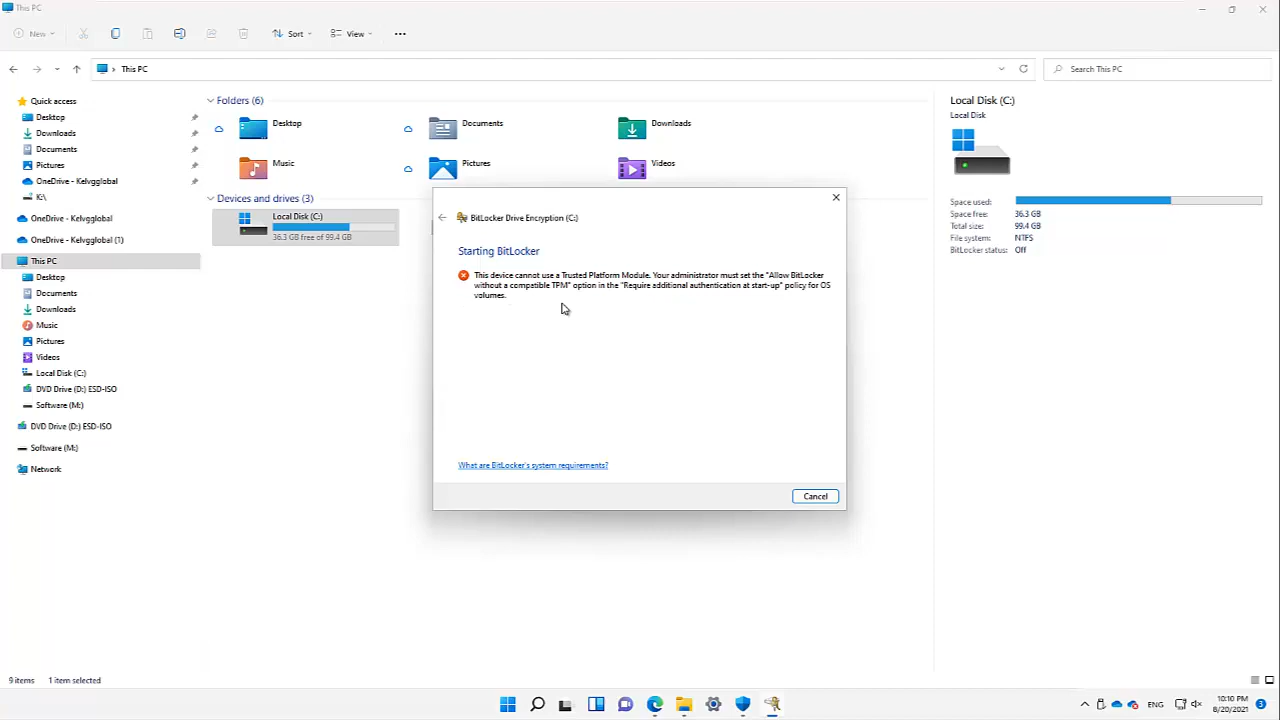 This PC
New
Sort
View
This PC
Search This PC
Quick access
Desktop
Downloads
Documents
Pictures
OneDrive - Kelvgglobal
K:\
OneDrive - Kelvgglobal
OneDrive - Kelvgglobal (1)
This PC
Desktop
Documents
Downloads
Music
Pictures
Videos
Local Disk (C:)
DVD Drive (D:) ESD-ISO
Software (M:)
DVD Drive (D:) ESD-ISO
Software (M:)
Network
Folders (6)
Desktop
Documents
Downloads
Music
Pictures
Videos
Devices and drives (3)
Local Disk (C:)
36.3 GB free of 99.4 GB
BitLocker Drive Encryption (C:)
Starting BitLocker
This device cannot use a Trusted Platform Module. Your administrator must set the "Allow BitLocker
without a compatible TPM" option in the "Require additional authentication at start-up" policy for OS
volumes.
What are BitLocker's system requirements?
Cancel
Local Disk (C:)
Local Disk
Space used:
Space free: 36.3 GB
Total size: 99.4 GB
File system: NTFS
BitLocker status: Off
9 items 1 item selected
ENG
10:10 PM
8/20/2021
3